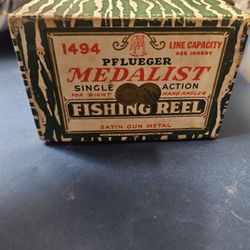 1494
LINE CAPACITY
SEE INSERT
PFLUEGER
MEDALIST
SINGLE ACTION
FOR RIGHT HAND ANGLER
FISHING REEL
SATIN GUN METAL